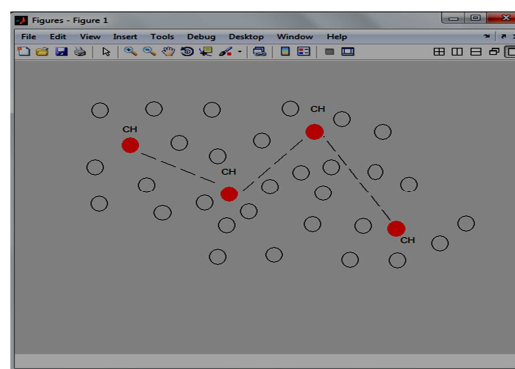 Figures - Figure 1
File Edit View Insert Tools Debug Desktop Window Help
CH
CH
CH
CH